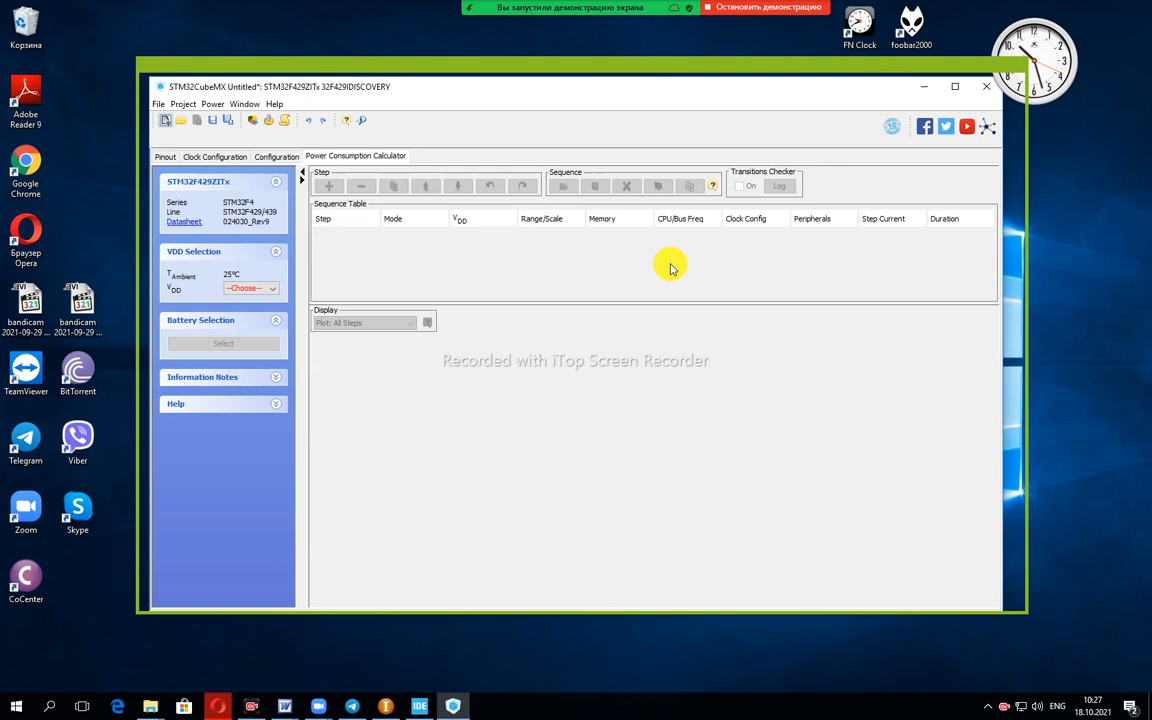 Вы запустили демонстрацию экрана
Остановить демонстрацию
Корзина
Adobe
Reader 9
Google
Chrome
Браузер
Opera
bandicam
2021-09-29 ...
bandicam
2021-09-29 ...
TeamViewer
BitTorrent
Telegram
Viber
Zoom
Skype
CoCenter
FN Clock
foobar2000
STM32CubeMX Untitled*: STM32F429ZITx 32F429IDISCOVERY
File Project Power Window Help
Pinout Clock Configuration Configuration Power Consumption Calculator
STM32F429ZITx
Series STM32F4
Line STM32F429/439
Datasheet 024030_Rev9
VDD Selection
TAmbient 25°C
VDD --Choose--
Battery Selection
Select
Information Notes
Help
Step
Sequence
Transitions Checker
On Log
Sequence Table
Step Mode VDD Range/Scale Memory CPU/Bus Freq Clock Config Peripherals Step Current Duration
Display
Plot: All Steps
Recorded with iTop Screen Recorder
IDE
ENG
10:27
18.10.2021
2